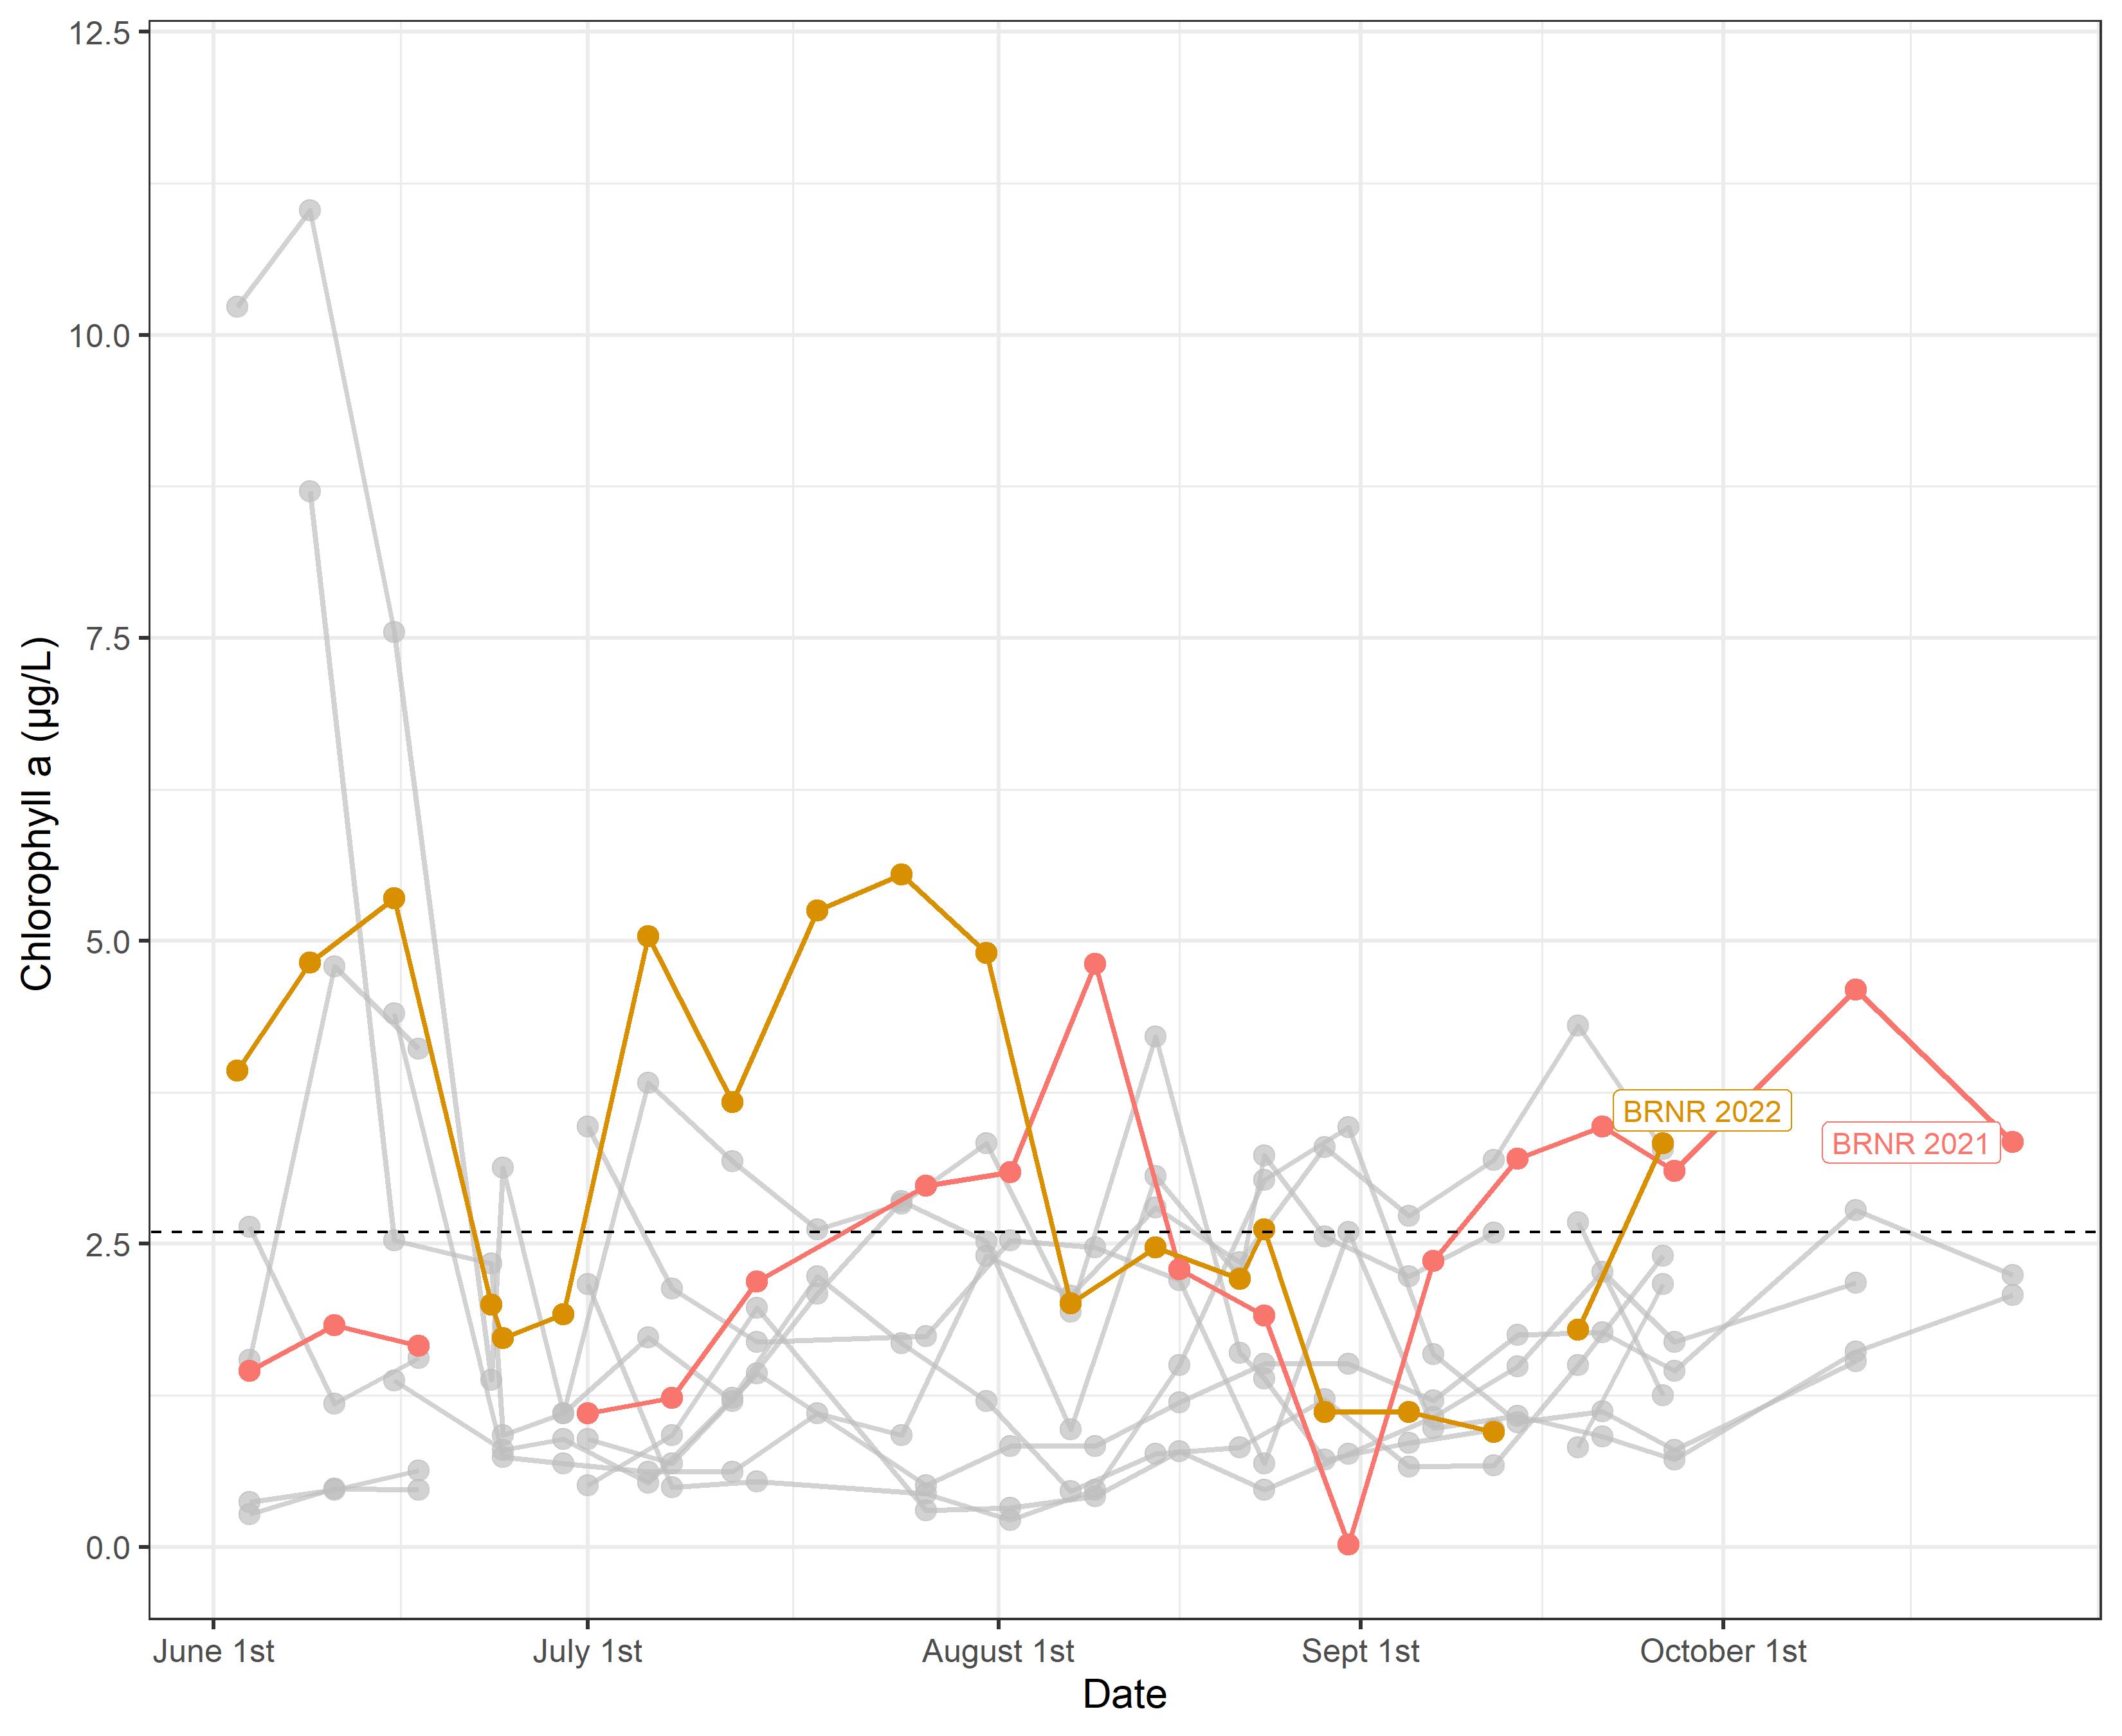 12.5
10.0
7.5
5.0
2.5
0.0
Chlorophyll a (µg/L)
BRNR 2022
BRNR 2021
June 1st
July 1st
August 1st
Sept 1st
October 1st
Date